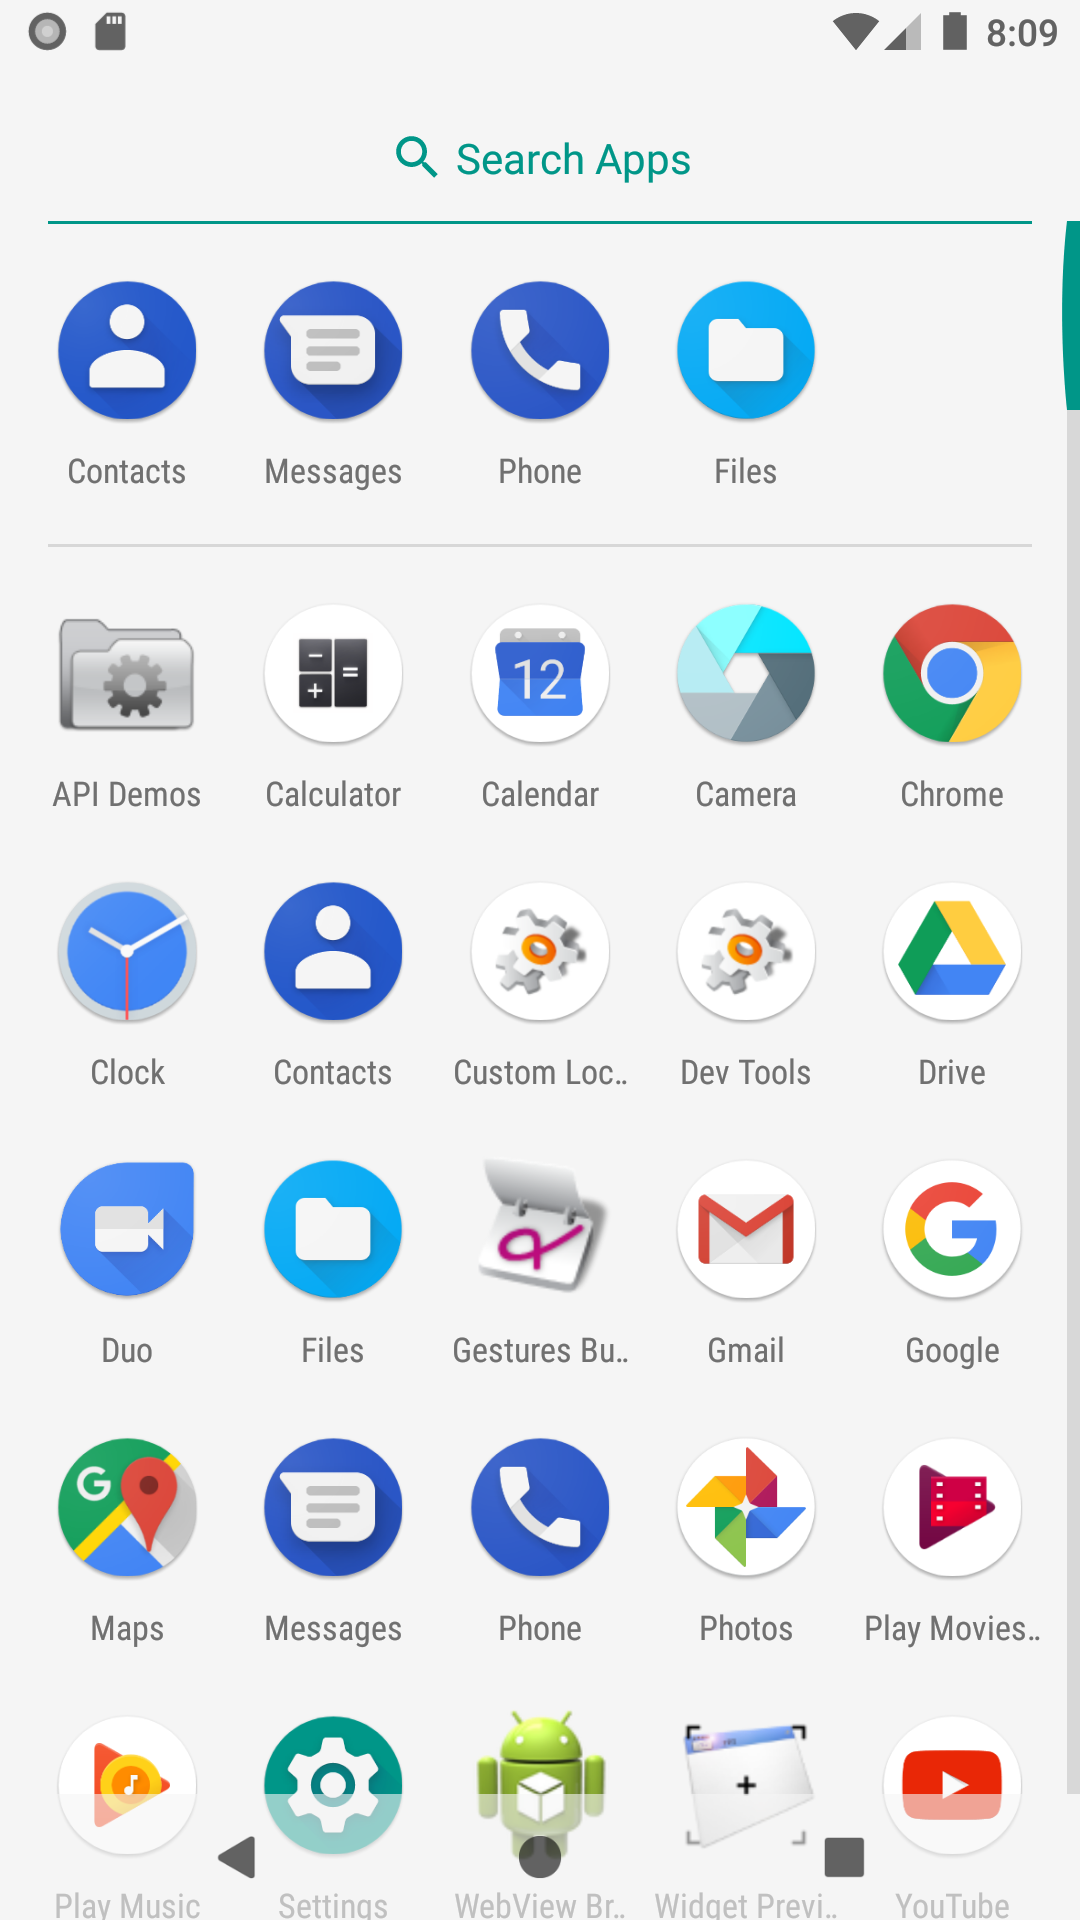 8:09
Search Apps
Contacts Messages Phone Files
12
API Demos Calculator Calendar Camera Chrome
Clock Contacts Custom Loc.. Dev Tools Drive
Duo Files Gestures Bu.. Gmail Google
G
Maps Messages Phone Photos Play Movies..
Play Music Settings WebView Br.. Widget Previ.. YouTube